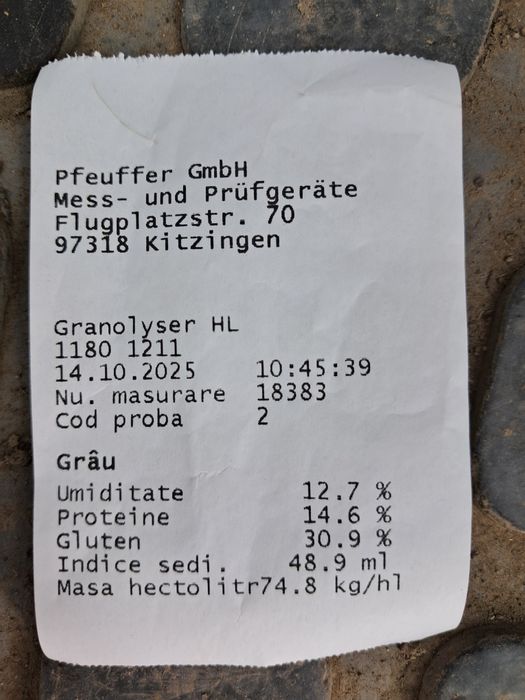 Pfeuffer GmbH
Mess- und Prüfgeräte
Flugplatzstr. 70
97318 Kitzingen
Granolyser HL
1180 1211
14.10.2025 10:45:39
Nu. masurare 18383
Cod proba 2
Grâu
Umiditate 12.7 %
Proteine 14.6 %
Gluten 30.9 %
Indice sedi. 48.9 ml
Masa hectolitr74.8 kg/hl